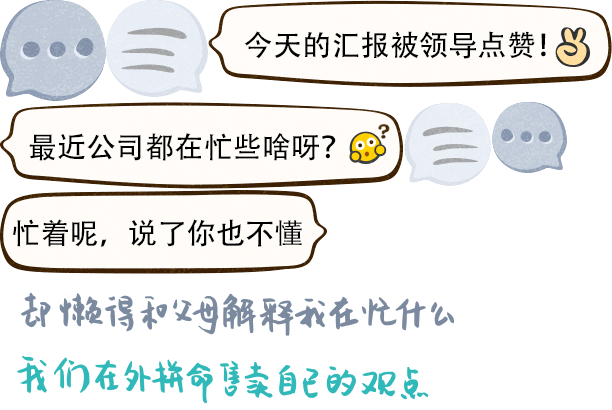 今天的汇报被领导点赞!
最近公司都在忙些啥呀?
忙着呢，说了你也不懂
却懒得和父母解释我在忙什么
我们在外拼命售卖自己的观点